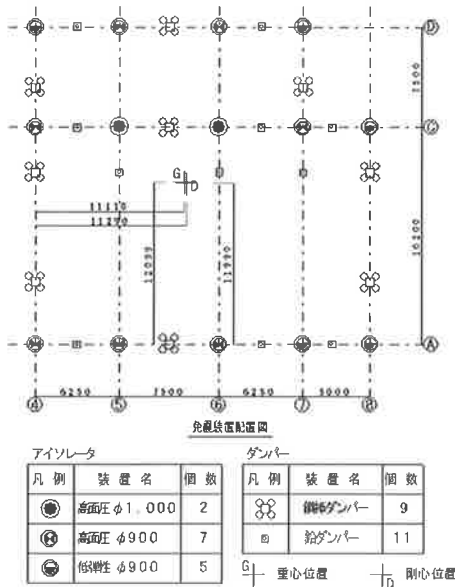 D
7500
C
G
D
11110
11290
12099
11990
10200
A
6250
7500
6250
5000
4
5
6
7
8
免震装置配置図
アイソレータ
凡例 装置名 個数
高面圧 φ1,000 2
高面圧 φ900 7
低弾性 φ900 5
ダンパー
凡例 装置名 個数
鋼棒ダンパー 9
鉛ダンパー 11
G 重心位置
D 剛心位置